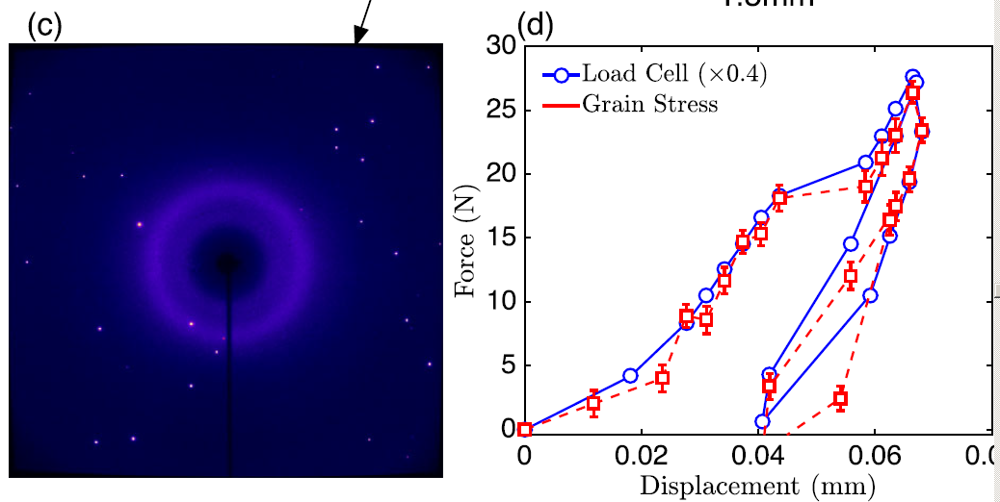 (c)
(d)
30
25
20
15
10
5
0
Force (N)
Load Cell (×0.4)
Grain Stress
0
0.02
0.04
0.06
Displacement (mm)